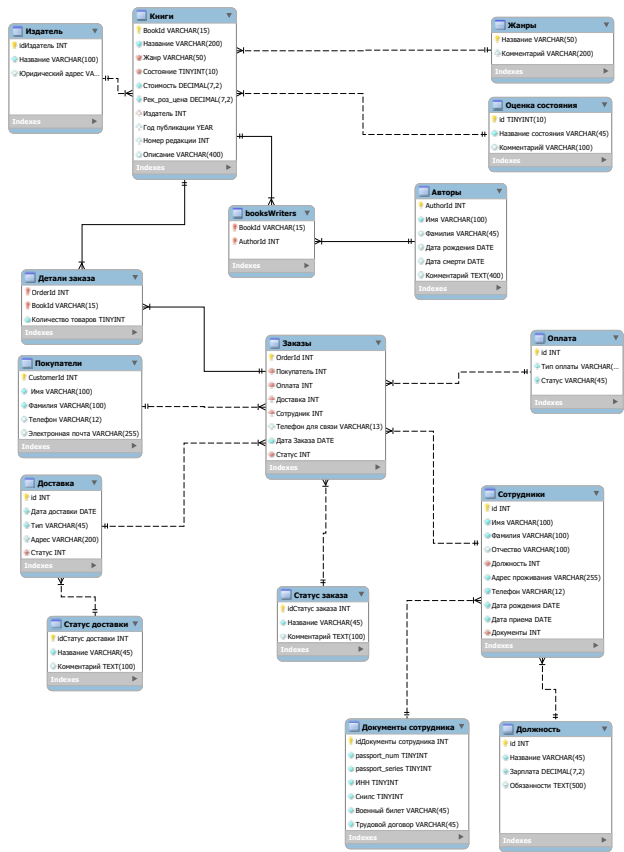 Издатель
idИздатель INT
Название VARCHAR(100)
Юридический адрес VA...
Indexes
Книги
BookId VARCHAR(15)
Название VARCHAR(200)
Жанр VARCHAR(50)
Состояние TINYINT(10)
Стоимость DECIMAL(7,2)
Рек_роз_цена DECIMAL(7,2)
Издатель INT
Год публикации YEAR
Номер редакции INT
Описание VARCHAR(400)
Indexes
Жанры
Название VARCHAR(50)
Комментарий VARCHAR(200)
Indexes
Оценка состояния
id TINYINT(10)
Название состояния VARCHAR(45)
Комментарий VARCHAR(100)
Indexes
booksWriters
BookId VARCHAR(15)
AuthorId INT
Indexes
Авторы
AuthorId INT
Имя VARCHAR(100)
Фамилия VARCHAR(45)
Дата рождения DATE
Дата смерти DATE
Комментарий TEXT(400)
Indexes
Детали заказа
OrderId INT
BookId VARCHAR(15)
Количество товаров TINYINT
Indexes
Покупатели
CustomerId INT
Имя VARCHAR(100)
Фамилия VARCHAR(100)
Телефон VARCHAR(12)
Электронная почта VARCHAR(255)
Indexes
Заказы
OrderId INT
Покупатель INT
Оплата INT
Доставка INT
Сотрудник INT
Телефон для связи VARCHAR(13)
Дата Заказа DATE
Статус INT
Indexes
Оплата
id INT
Тип оплаты VARCHAR(...
Статус VARCHAR(45)
Indexes
Доставка
id INT
Дата доставки DATE
Тип VARCHAR(45)
Адрес VARCHAR(200)
Статус INT
Indexes
Сотрудники
id INT
Имя VARCHAR(100)
Фамилия VARCHAR(100)
Отчество VARCHAR(100)
Должность INT
Адрес проживания VARCHAR(255)
Телефон VARCHAR(12)
Дата рождения DATE
Дата приема DATE
Документы INT
Indexes
Статус заказа
idСтатус заказа INT
Название VARCHAR(45)
Комментарий TEXT(100)
Indexes
Статус доставки
idСтатус доставки INT
Название VARCHAR(45)
Комментарий TEXT(100)
Indexes
Документы сотрудника
idДокументы сотрудника INT
passport_num TINYINT
passport_series TINYINT
ИНН TINYINT
Снилс TINYINT
Военный билет VARCHAR(45)
Трудовой договор VARCHAR(45)
Indexes
Должность
id INT
Название VARCHAR(45)
Зарплата DECIMAL(7,2)
Обязанности TEXT(500)
Indexes